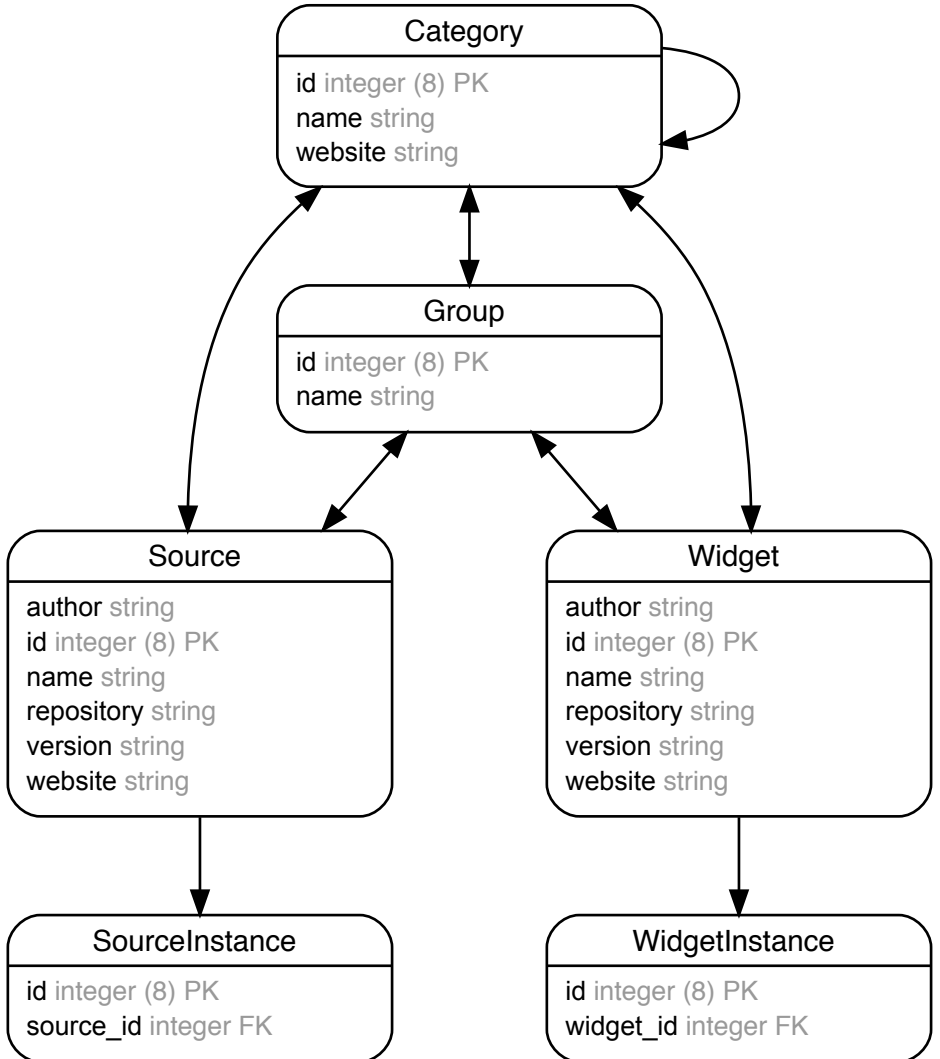 Category
id integer (8) PK
name string
website string
Group
id integer (8) PK
name string
Source
author string
id integer (8) PK
name string
repository string
version string
website string
Widget
author string
id integer (8) PK
name string
repository string
version string
website string
SourceInstance
id integer (8) PK
source_id integer FK
WidgetInstance
id integer (8) PK
widget_id integer FK